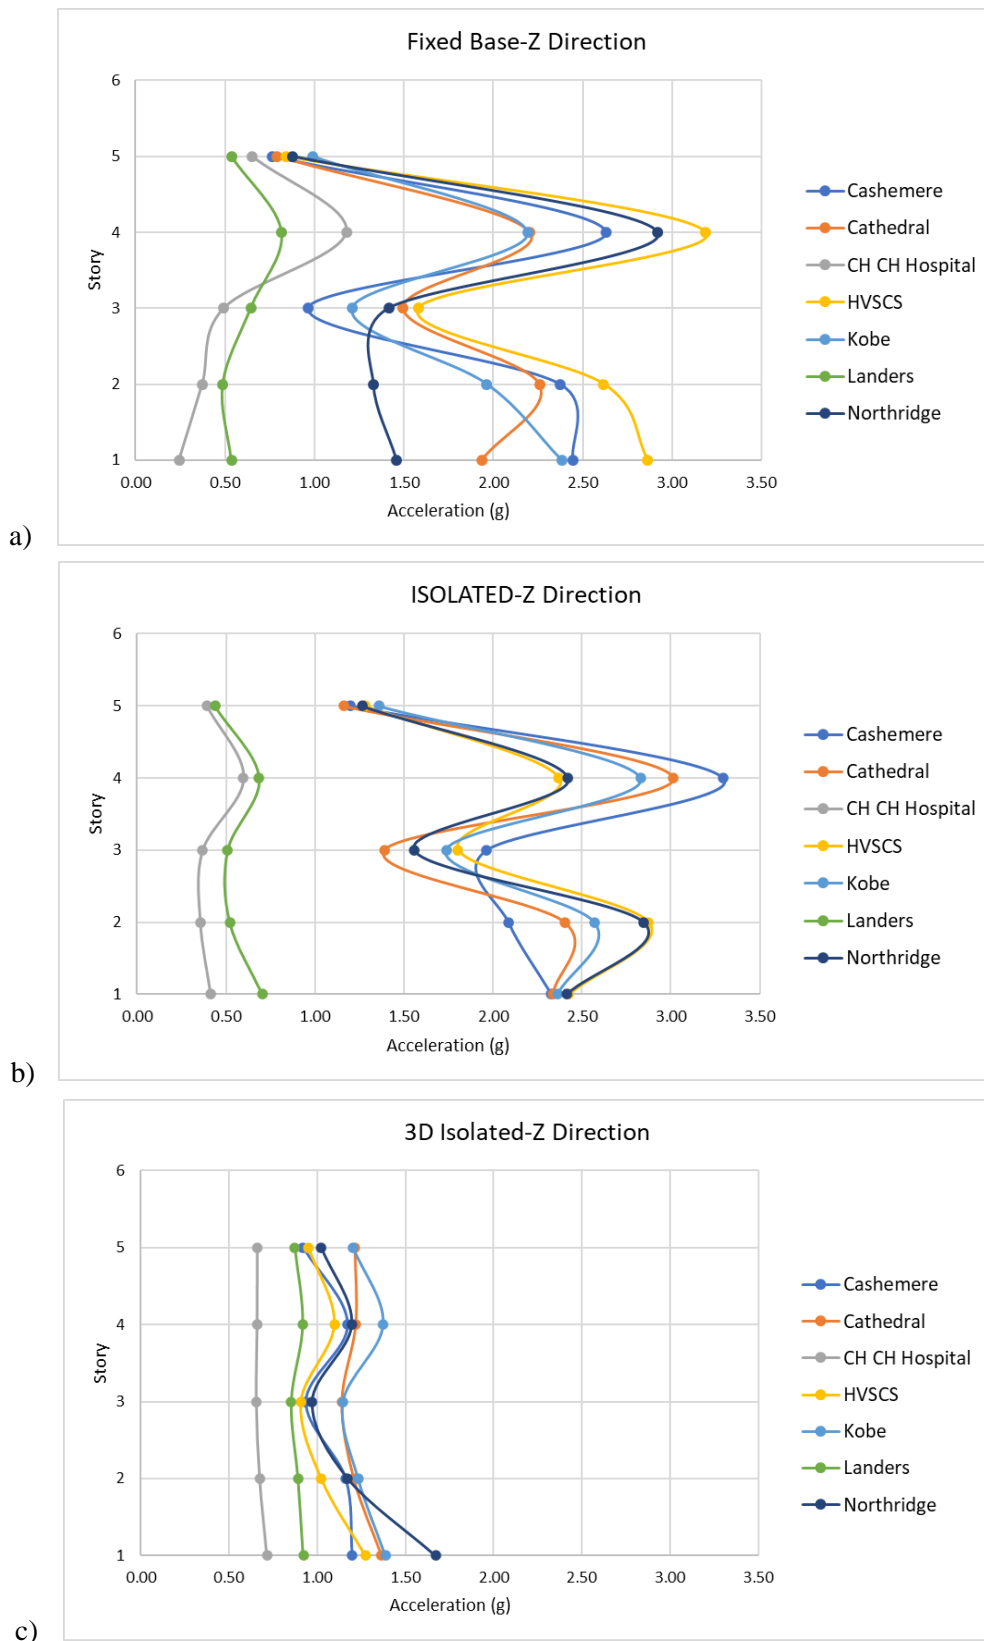 Fixed Base-Z Direction
6
5
4
3
2
1
Story
0.00 0.50 1.00 1.50 2.00 2.50 3.00 3.50
Acceleration (g)
Cashemere
Cathedral
CH CH Hospital
HVSCS
Kobe
Landers
Northridge
a)
ISOLATED-Z Direction
6
5
4
3
2
1
Story
0.00 0.50 1.00 1.50 2.00 2.50 3.00 3.50
Acceleration (g)
Cashemere
Cathedral
CH CH Hospital
HVSCS
Kobe
Landers
Northridge
b)
3D Isolated-Z Direction
6
5
4
3
2
1
Story
0.00 0.50 1.00 1.50 2.00 2.50 3.00 3.50
Acceleration (g)
Cashemere
Cathedral
CH CH Hospital
HVSCS
Kobe
Landers
Northridge
c)